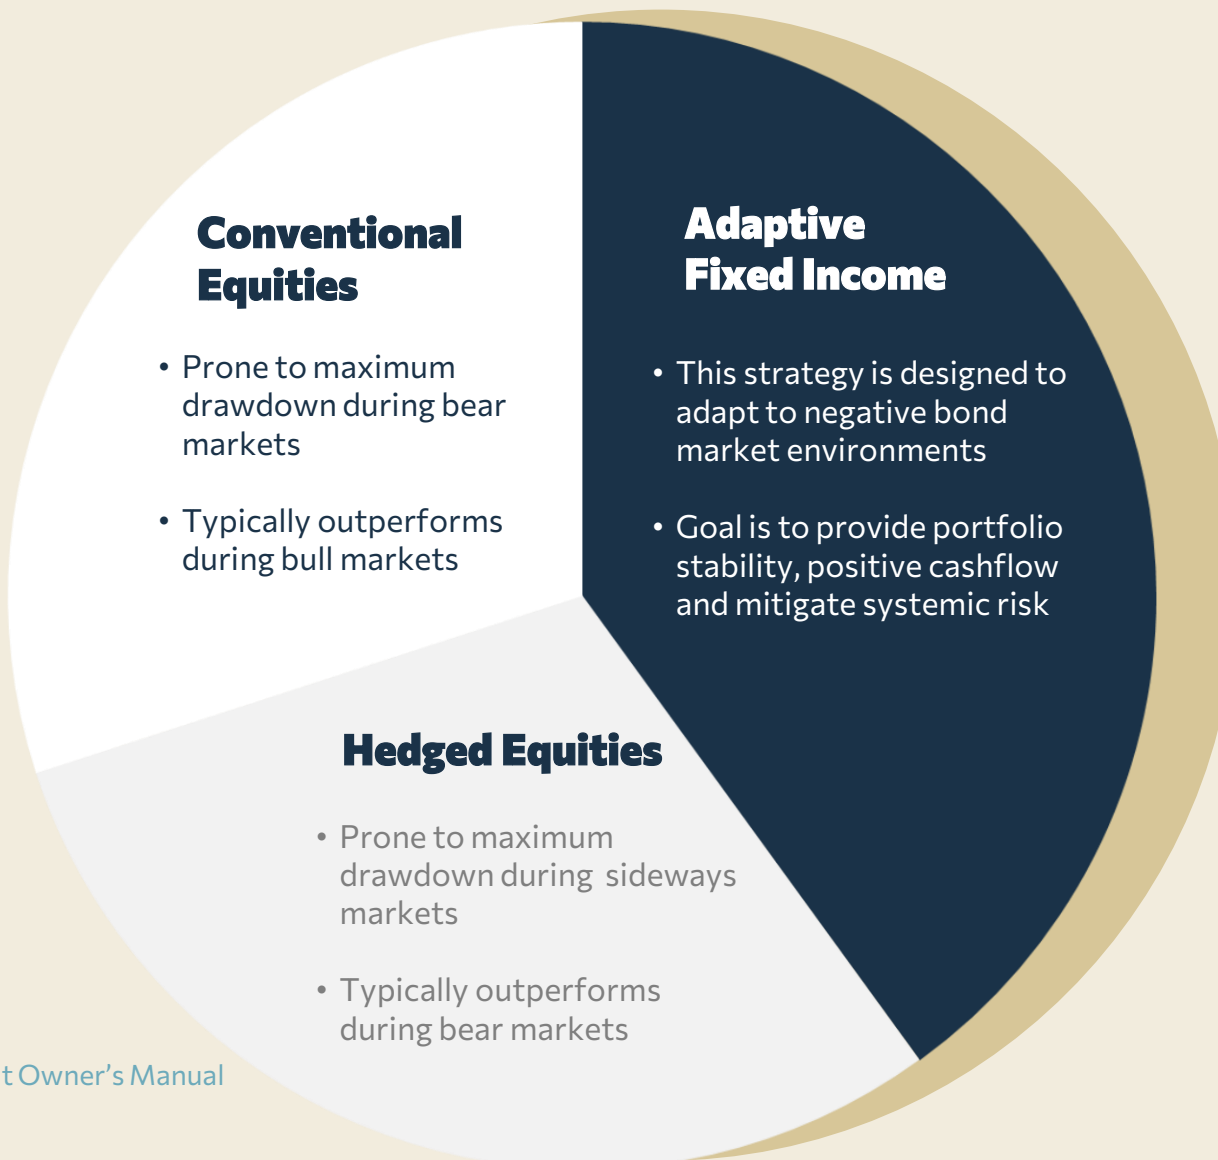 Conventional
Equities
• Prone to maximum
drawdown during bear
markets
• Typically outperforms
during bull markets
Adaptive
Fixed Income
• This strategy is designed to
adapt to negative bond
market environments
• Goal is to provide portfolio
stability, positive cashflow
and mitigate systemic risk
Hedged Equities
• Prone to maximum
drawdown during sideways
markets
• Typically outperforms
during bear markets
t Owner's Manual